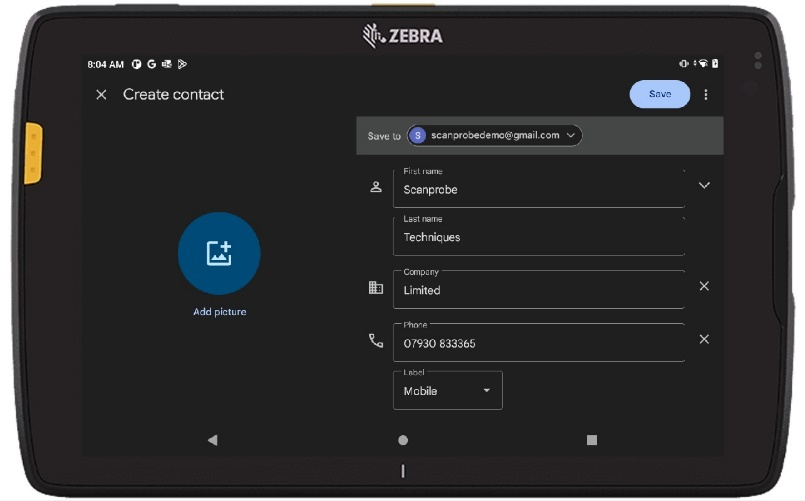 ZEBRA
8:04 AM
Create contact
Save
Save to S scanprobedemo@gmail.com
First name
Scanprobe
Last name
Techniques
Company
Limited
Phone
07930 833365
Label
Mobile
Add picture